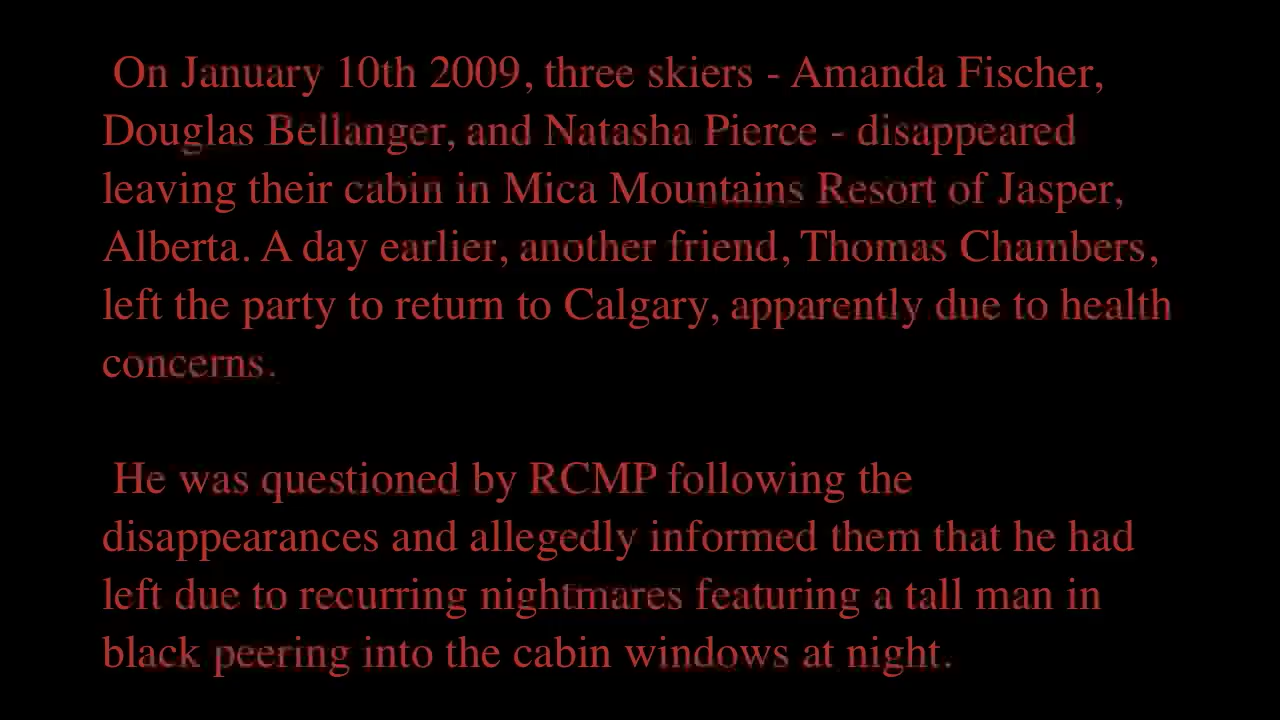 On January 10th 2009, three skiers - Amanda Fischer,
Douglas Bellanger, and Natasha Pierce - disappeared
leaving their cabin in Mica Mountains Resort of Jasper,
Alberta. A day earlier, another friend, Thomas Chambers,
left the party to return to Calgary, apparently due to health
concerns.
He was questioned by RCMP following the
disappearances and allegedly informed them that he had
left due to recurring nightmares featuring a tall man in
black peering into the cabin windows at night.